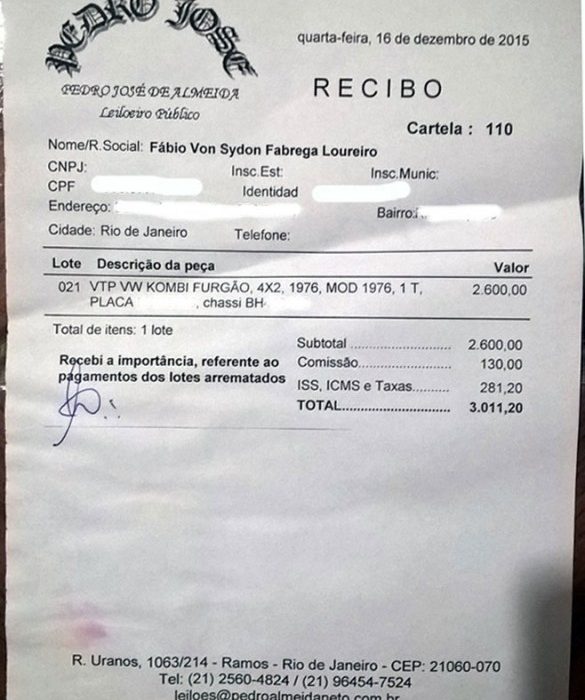 PEDRO JOSÉ
quarta-feira, 16 de dezembro de 2015
PEDRO JOSÉ DE ALMEIDA
Leiloeiro Público
RECIBO
Cartela : 110
Nome/R.Social: Fábio Von Sydon Fabrega Loureiro
CNPJ: Insc.Est: Insc.Munic:
CPF Identidad
Endereço: Bairro:
Cidade: Rio de Janeiro Telefone:
Lote Descrição da peça Valor
021 VTP VW KOMBI FURGÃO, 4X2, 1976, MOD 1976, 1 T, 2.600,00
PLACA , chassi BH
Total de itens: 1 lote
Subtotal 2.600,00
Recebi a importância, referente ao
pagamentos dos lotes arrematados
Comissão 130,00
ISS, ICMS e Taxas 281,20
TOTAL 3.011,20
R. Uranos, 1063/214 - Ramos - Rio de Janeiro - CEP: 21060-070
Tel: (21) 2560-4824 / (21) 96454-7524
leiloes@pedroalmeidaneto.com.br